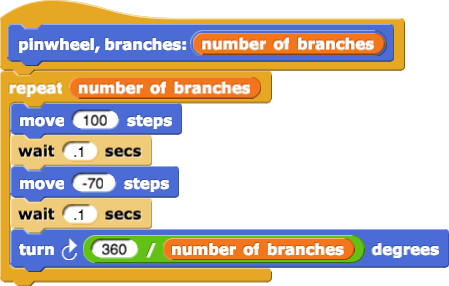 pinwheel, branches: number of branches
repeat number of branches
move 100 steps
wait .1 secs
move -70 steps
wait .1 secs
turn 360 / number of branches degrees